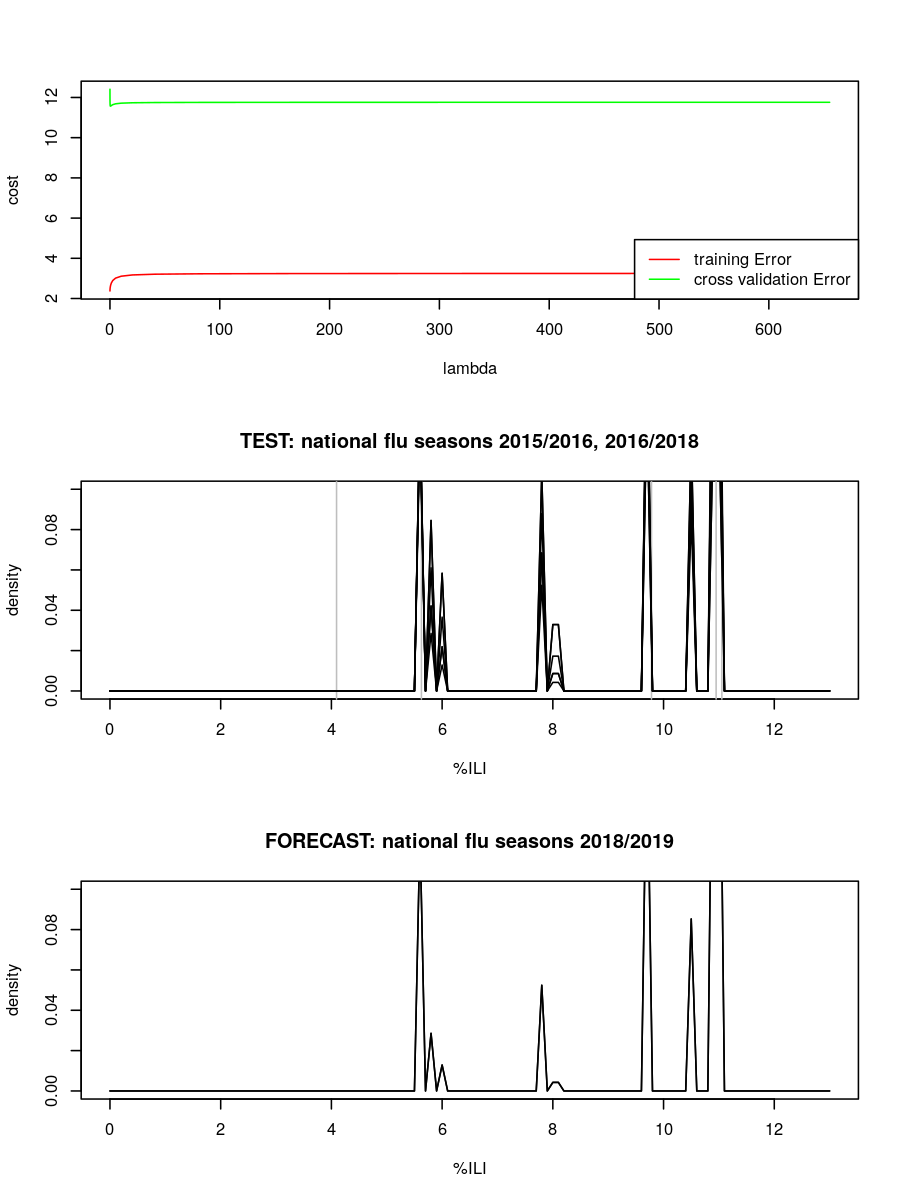 12
10
8
6
4
2
cost
training Error
cross validation Error
0 100 200 300 400 500 600
lambda
TEST: national flu seasons 2015/2016, 2016/2018
0.08
0.04
0.00
density
0 2 4 6 8 10 12
%ILI
FORECAST: national flu seasons 2018/2019
0.08
0.04
0.00
density
0 2 4 6 8 10 12
%ILI